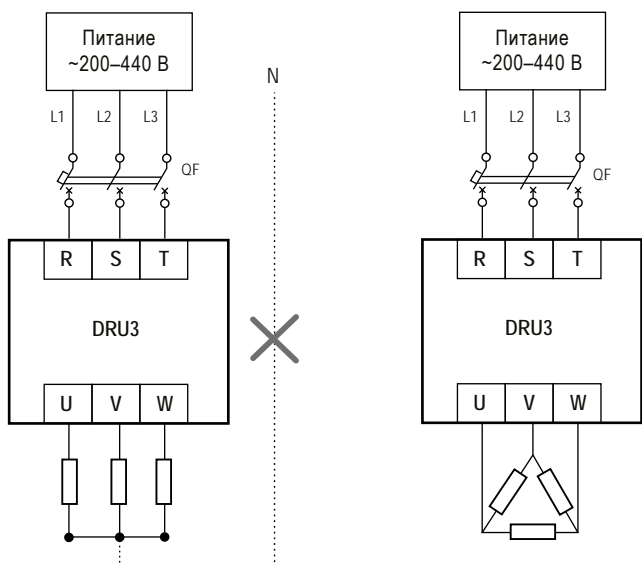 Питание
~200–440 В
L1 L2 L3
QF
R S T
DRU3
U V W
N
Питание
~200–440 В
L1 L2 L3
QF
R S T
DRU3
U V W